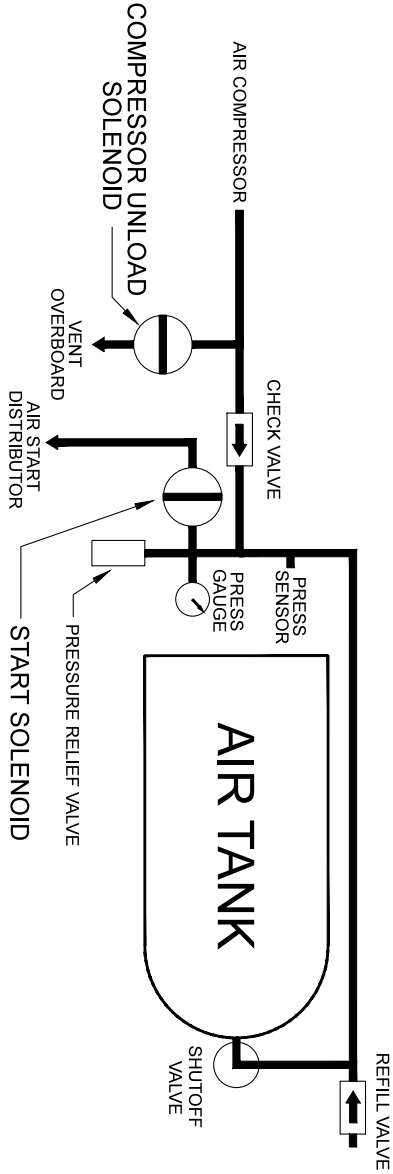 AIR COMPRESSOR
COMPRESSOR UNLOAD
SOLENOID
VENT
OVERBOARD
CHECK VALVE
AIR START
DISTRIBUTOR
PRESS
SENSOR
PRESS
GAUGE
PRESSURE RELIEF VALVE
START SOLENOID
AIR TANK
SHUTOFF
VALVE
REFILL VALVE